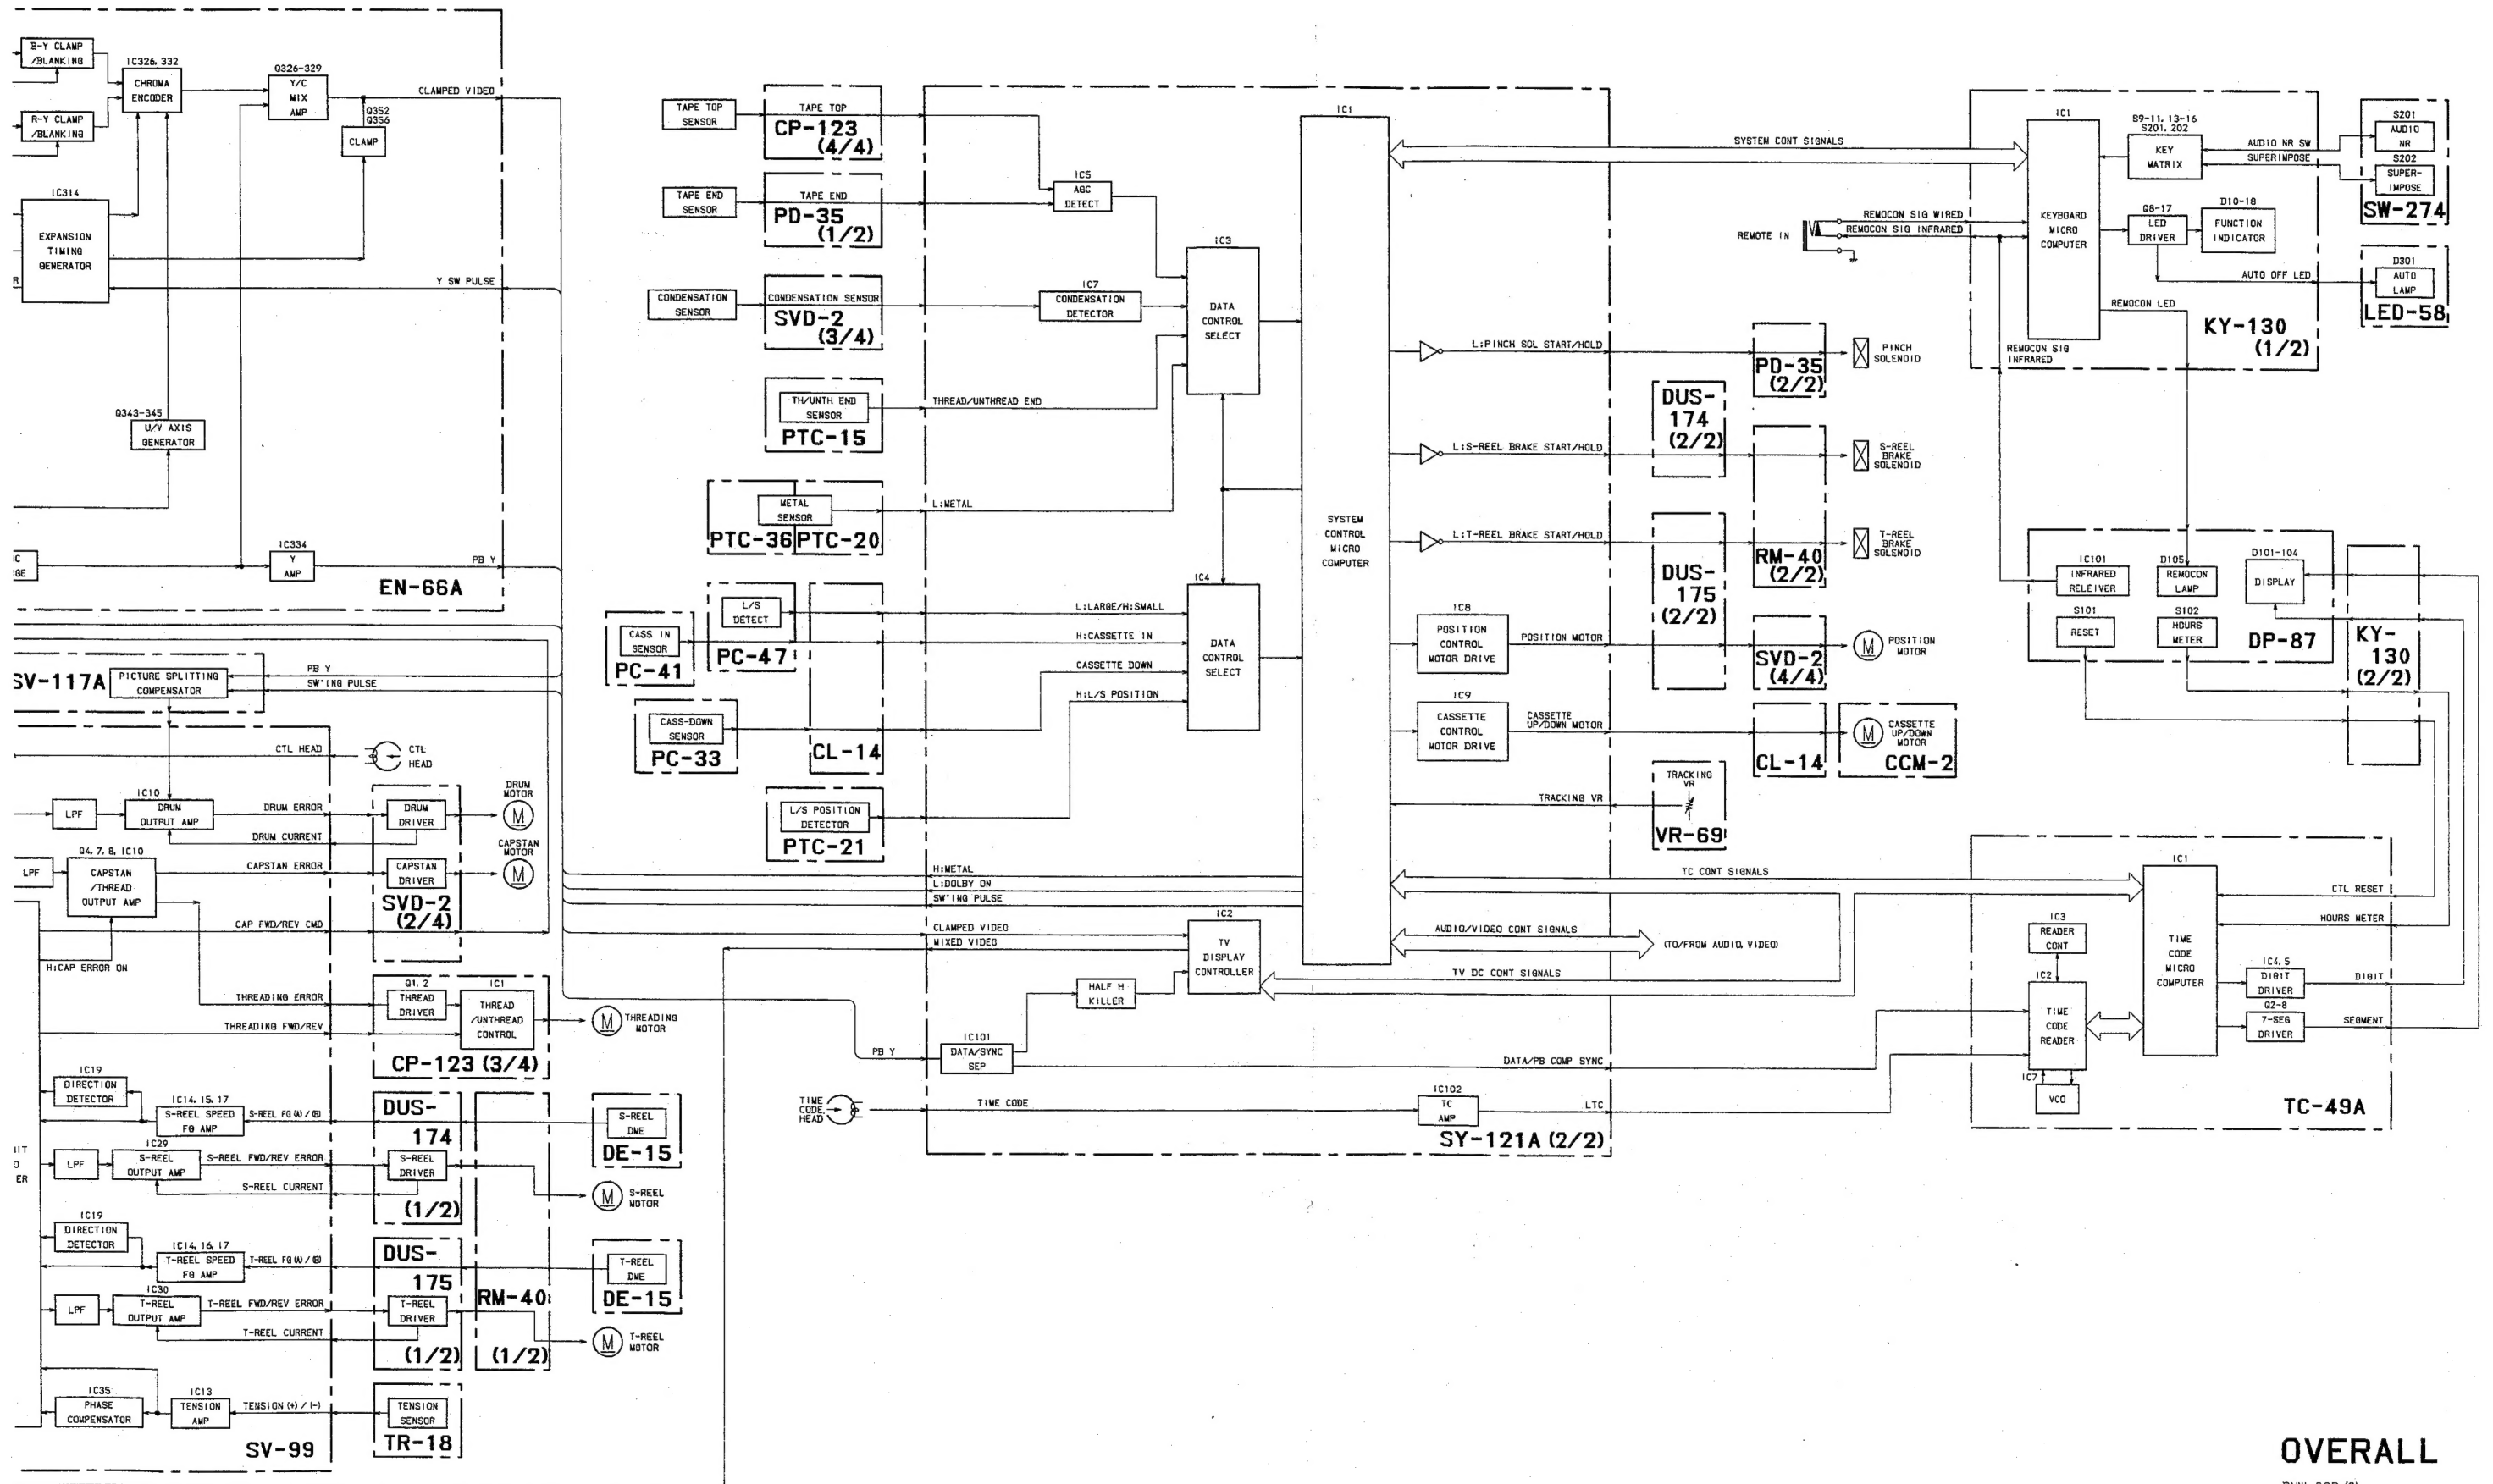 B-Y CLAMP
/BLANKING
IC326, 332
CHROMA
ENCODER
R-Y CLAMP
/BLANKING
Q326-329
Y/C
MIX
AMP
CLAMPED VIDEO
Q352
Q356
CLAMP
IC314
EXPANSION
TIMING
GENERATOR
Y SW PULSE
Q343-345
U/V AXIS
GENERATOR
IC334
Y
AMP
PB Y
EN-66A
SV-117A
PICTURE SPLITTING
COMPENSATOR
PB Y
SW'ING PULSE
CTL HEAD
CTL
HEAD
LPF
IC10
DRUM
OUTPUT AMP
DRUM ERROR
DRUM CURRENT
DRUM
DRIVER
DRUM
MOTOR
M
LPF
Q4, 7, 8, IC10
CAPSTAN
/THREAD
OUTPUT AMP
CAPSTAN ERROR
CAPSTAN
DRIVER
CAPSTAN
MOTOR
M
SVD-2
(2/4)
CAP FWD/REV CMD
H:CAP ERROR ON
THREADING ERROR
THREADING FWD/REV
Q1, 2
THREAD
DRIVER
IC1
THREAD
/UNTHREAD
CONTROL
CP-123 (3/4)
M
THREADING
MOTOR
IC19
DIRECTION
DETECTOR
IC14, 15, 17
S-REEL SPEED
FG AMP
S-REEL FG (A) / (B)
DUS-
174
S-REEL
DME
DE-15
LPF
IC29
S-REEL
OUTPUT AMP
S-REEL FWD/REV ERROR
S-REEL CURRENT
S-REEL
DRIVER
(1/2)
M
S-REEL
MOTOR
IC19
DIRECTION
DETECTOR
IC14, 16, 17
T-REEL SPEED
FG AMP
T-REEL FG (A) / (B)
DUS-
175
T-REEL
DME
DE-15
LPF
IC30
T-REEL
OUTPUT AMP
T-REEL FWD/REV ERROR
T-REEL CURRENT
T-REEL
DRIVER
(1/2)
RM-40
(1/2)
M
T-REEL
MOTOR
IC35
PHASE
COMPENSATOR
IC13
TENSION
AMP
TENSION (+) / (-)
TENSION
SENSOR
TR-18
SV-99
TAPE TOP
SENSOR
TAPE TOP
CP-123
(4/4)
TAPE END
SENSOR
TAPE END
PD-35
(1/2)
IC5
AGC
DETECT
CONDENSATION
SENSOR
CONDENSATION SENSOR
SVD-2
(3/4)
IC7
CONDENSATION
DETECTOR
TH/UNTH END
SENSOR
PTC-15
THREAD/UNTHREAD END
METAL
SENSOR
PTC-36
PTC-20
L:METAL
IC3
DATA
CONTROL
SELECT
L/S
DETECT
PC-47
CASS IN
SENSOR
PC-41
CASS-DOWN
SENSOR
PC-33
CL-14
L/S POSITION
DETECTOR
PTC-21
L:LARGE/H:SMALL
H:CASSETTE IN
CASSETTE DOWN
H:L/S POSITION
IC4
DATA
CONTROL
SELECT
H:METAL
L:DOLBY ON
SW'ING PULSE
CLAMPED VIDEO
MIXED VIDEO
IC2
TV
DISPLAY
CONTROLLER
HALF H
KILLER
PB Y
IC101
DATA/SYNC
SEP
DATA/PB COMP SYNC
TIME
CODE
HEAD
TIME CODE
IC102
TC
AMP
LTC
SY-121A (2/2)
IC1
SYSTEM
CONTROL
MICRO
COMPUTER
SYSTEM CONT SIGNALS
L:PINCH SOL START/HOLD
PD-35
(2/2)
PINCH
SOLENOID
DUS-
174
(2/2)
L:S-REEL BRAKE START/HOLD
S-REEL
BRAKE
SOLENOID
L:T-REEL BRAKE START/HOLD
DUS-
175
(2/2)
RM-40
(2/2)
T-REEL
BRAKE
SOLENOID
IC8
POSITION
CONTROL
MOTOR DRIVE
POSITION MOTOR
SVD-2
(4/4)
M
POSITION
MOTOR
IC9
CASSETTE
CONTROL
MOTOR DRIVE
CASSETTE
UP/DOWN MOTOR
CL-14
M
CASSETTE
UP/DOWN
MOTOR
CCM-2
TRACKING VR
TRACKING
VR
VR-69
TC CONT SIGNALS
AUDIO/VIDEO CONT SIGNALS
(TO/FROM AUDIO, VIDEO)
TV DC CONT SIGNALS
REMOTE IN
REMOCON SIG WIRED
REMOCON SIG INFRARED
IC1
KEYBOARD
MICRO
COMPUTER
S9-11, 13-16
S201, 202
KEY
MATRIX
AUDIO NR SW
SUPERIMPOSE
S201
AUDIO
NR
S202
SUPER-
IMPOSE
SW-274
Q8-17
LED
DRIVER
D10-18
FUNCTION
INDICATOR
AUTO OFF LED
D301
AUTO
LAMP
LED-58
REMOCON LED
KY-130
(1/2)
REMOCON SIG
INFRARED
IC101
INFRARED
RELEIVER
D105
REMOCON
LAMP
D101-104
DISPLAY
S101
RESET
S102
HOURS
METER
DP-87
KY-
130
(2/2)
IC1
TIME
CODE
MICRO
COMPUTER
CTL RESET
HOURS METER
IC3
READER
CONT
IC2
TIME
CODE
READER
IC7
VCO
IC4, 5
DIGIT
DRIVER
DIGIT
Q2-8
7-SEG
DRIVER
SEGMENT
TC-49A
OVERALL